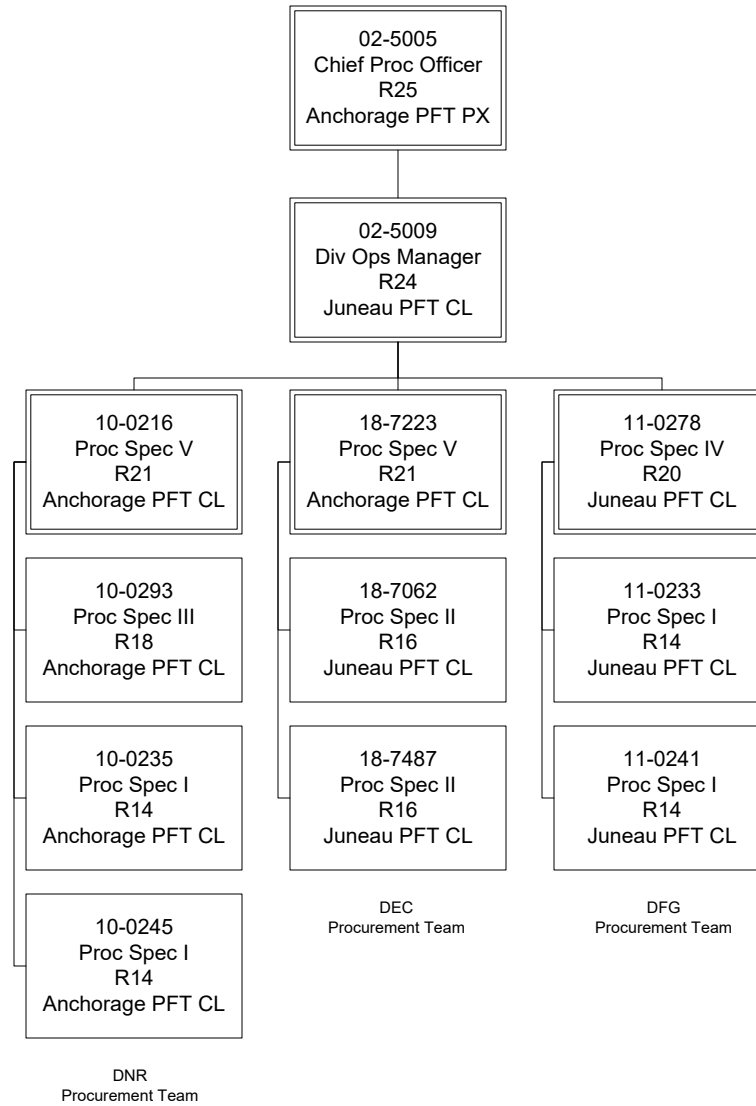 02-5005
Chief Proc Officer
R25
Anchorage PFT PX
02-5009
Div Ops Manager
R24
Juneau PFT CL
10-0216
Proc Spec V
R21
Anchorage PFT CL
10-0293
Proc Spec III
R18
Anchorage PFT CL
10-0235
Proc Spec I
R14
Anchorage PFT CL
10-0245
Proc Spec I
R14
Anchorage PFT CL
DNR
Procurement Team
18-7223
Proc Spec V
R21
Anchorage PFT CL
18-7062
Proc Spec II
R16
Juneau PFT CL
18-7487
Proc Spec II
R16
Juneau PFT CL
DEC
Procurement Team
11-0278
Proc Spec IV
R20
Juneau PFT CL
11-0233
Proc Spec I
R14
Juneau PFT CL
11-0241
Proc Spec I
R14
Juneau PFT CL
DFG
Procurement Team